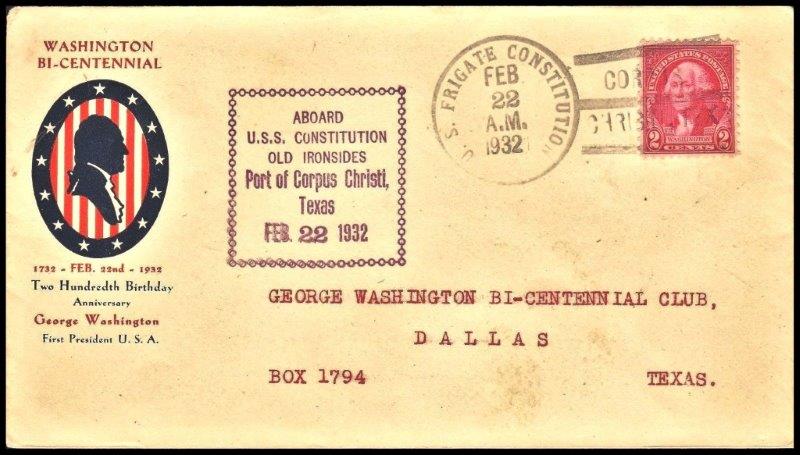 WASHINGTON
BI-CENTENNIAL
1732 - FEB. 22nd - 1932
Two Hundredth Birthday
Anniversary
George Washington
First President U. S. A.
ABOARD
U.S.S. CONSTITUTION
OLD IRONSIDES
Port of Corpus Christi,
Texas
FEB. 22 1932
U. S. FRIGATE CONSTITUTION
FEB.
22
A.M.
1932
COR
CHRIS
UNITED STATES POSTAGE
WASHINGTON
2 CENTS 2
GEORGE WASHINGTON BI-CENTENNIAL CLUB,
DALLAS
BOX 1794 TEXAS.